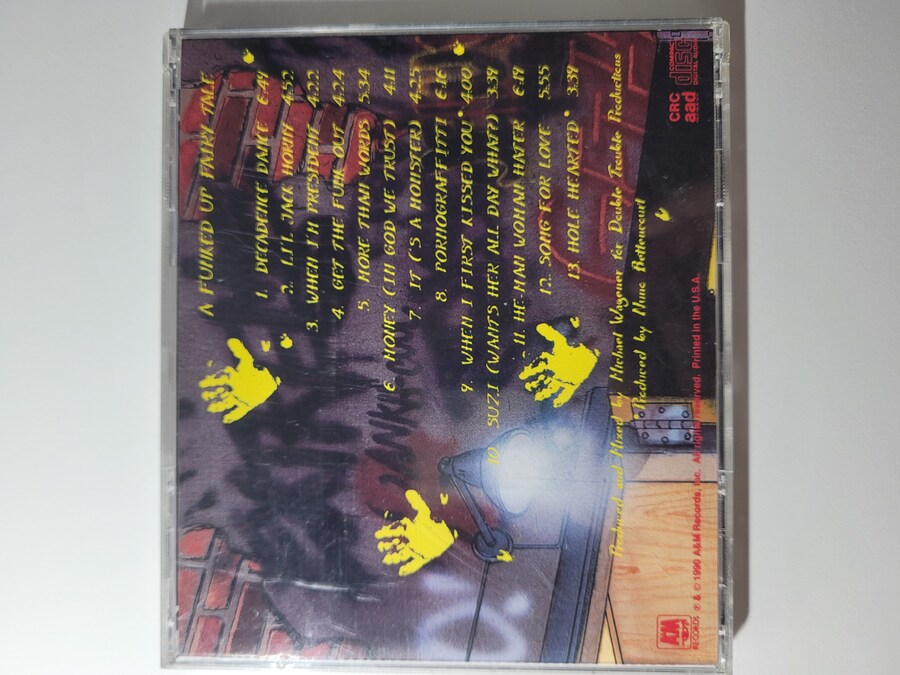 A FUNKED UP FAIRY TALE
1. DECADENCE DANCE 6:49
2. LI'L JACK HORNY 4:52
3. WHEN I'M PRESIDENT 4:22
4. GET THE FUNK OUT 4:24
5. MORE THAN WORDS 5:34
6. MONEY (IN GOD WE TRUST) 4:11
7. IT ('S A MONSTER) 4:25
8. PORNOGRAFFITTI 6:16
9. WHEN I FIRST KISSED YOU* 4:00
10 SUZI (WANTS HER ALL DAY WHAT?) 3:39
11. HE-MAN WOMAN HATER 6:19
12. SONG FOR LOVE 5:55
13. HOLE HEARTED* 3:39
Produced and Mixed by Michael Wagener for Double Trouble Productions
*Produced by Nuno Bettencourt
CRC
aad
COMPACT
disc
DIGITAL AUDIO
A&M
RECORDS
℗ & © 1990 A&M Records, Inc. All rights reserved. Printed in the U.S.A.